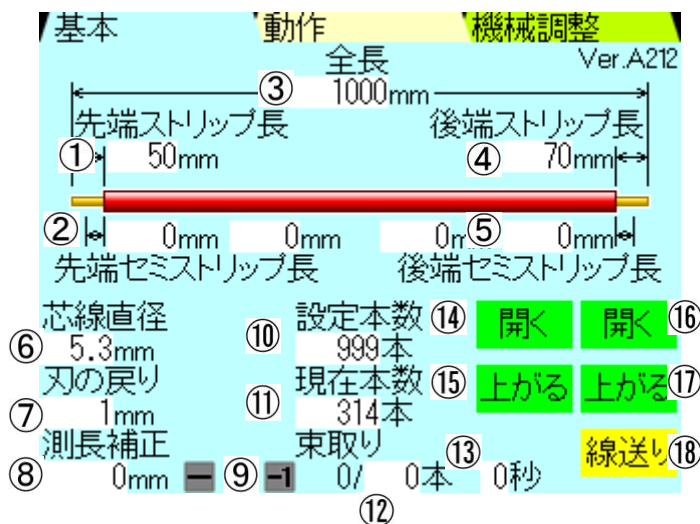 基本 動作 機械調整
全長 Ver.A212
③ 1000mm
先端ストリップ長 後端ストリップ長
① 50mm ④ 70mm
② 0mm 0mm 0m ⑤ 0mm
先端セミストリップ長 後端セミストリップ長
芯線直径 設定本数 ⑭ 開く 開く ⑯
⑥ 5.3mm ⑩ 999本
刃の戻り 現在本数 ⑮ 上がる 上がる ⑰
⑦ 1mm ⑪ 314本
測長補正 束取り ⑬ 線送り ⑱
⑧ 0mm ー ⑨ -1 0/ 0本 0秒
⑫